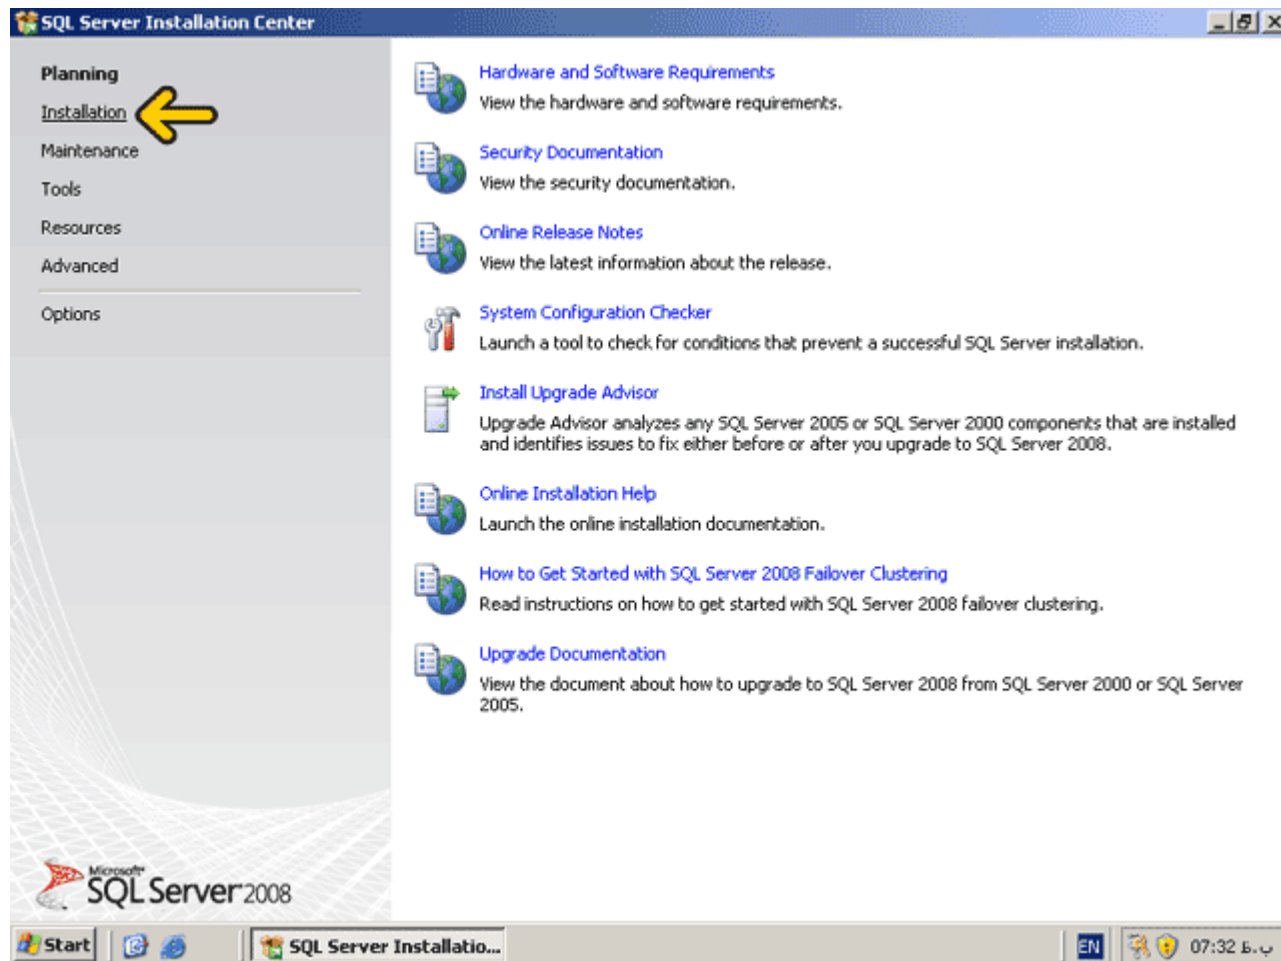 SQL Server Installation Center
Planning
Installation
Maintenance
Tools
Resources
Advanced
Options
Hardware and Software Requirements
View the hardware and software requirements.
Security Documentation
View the security documentation.
Online Release Notes
View the latest information about the release.
System Configuration Checker
Launch a tool to check for conditions that prevent a successful SQL Server installation.
Install Upgrade Advisor
Upgrade Advisor analyzes any SQL Server 2005 or SQL Server 2000 components that are installed
and identifies issues to fix either before or after you upgrade to SQL Server 2008.
Online Installation Help
Launch the online installation documentation.
How to Get Started with SQL Server 2008 Failover Clustering
Read instructions on how to get started with SQL Server 2008 failover clustering.
Upgrade Documentation
View the document about how to upgrade to SQL Server 2008 from SQL Server 2000 or SQL Server
2005.
Microsoft
SQL Server 2008
Start
SQL Server Installatio...
EN
07:32 ب.ظ